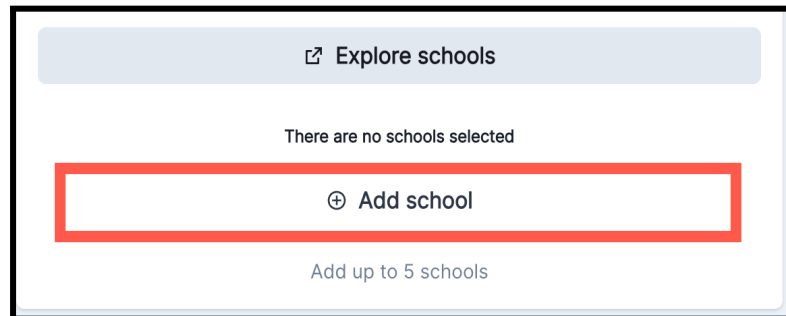 Explore schools
There are no schools selected
Add school
Add up to 5 schools